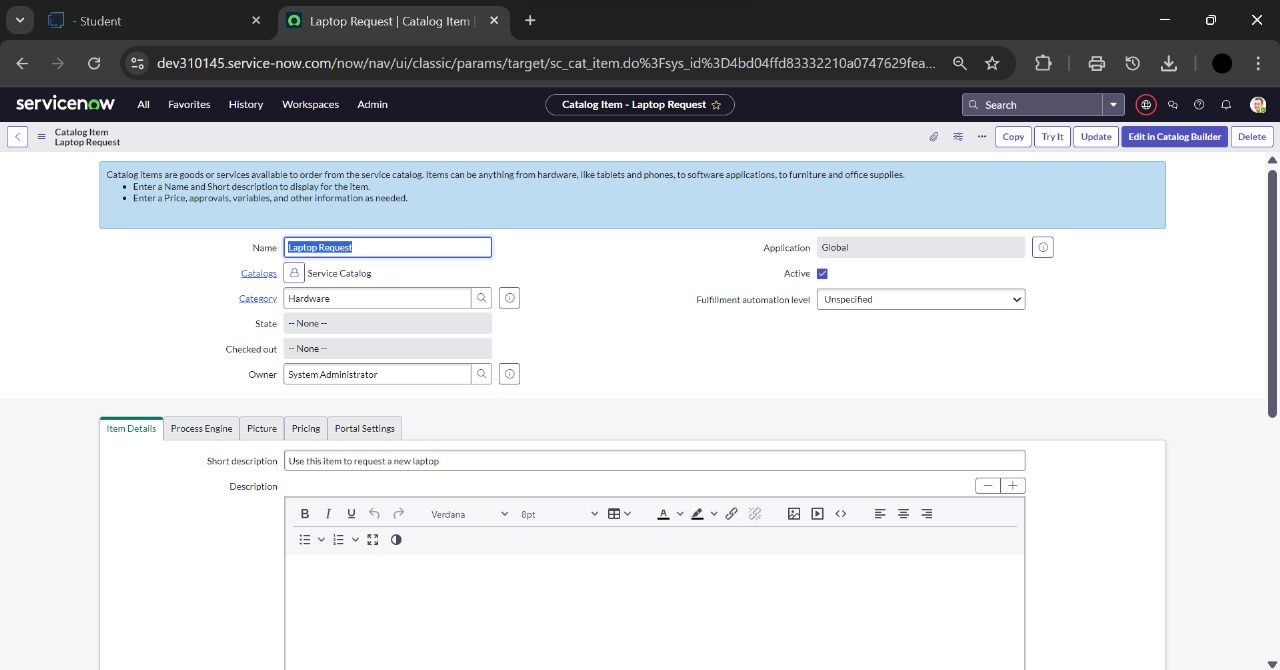 - Student
Laptop Request | Catalog Item |
dev310145.service-now.com/now/nav/ui/classic/params/target/sc_cat_item.do%3Fsys_id%3D4bd04ffd83332210a0747629fea...
servicenow All Favorites History Workspaces Admin Catalog Item - Laptop Request Search
Catalog Item
Laptop Request
Copy Try It Update Edit in Catalog Builder Delete
Catalog items are goods or services available to order from the service catalog. Items can be anything from hardware, like tablets and phones, to software applications, to furniture and office supplies.
• Enter a Name and Short description to display for the item.
• Enter a Price, approvals, variables, and other information as needed.
Name Laptop Request Application Global
Catalogs Service Catalog Active
Category Hardware Fulfillment automation level Unspecified
State -- None --
Checked out -- None --
Owner System Administrator
Item Details Process Engine Picture Pricing Portal Settings
Short description Use this item to request a new laptop
Description
B I U Verdana 8pt A